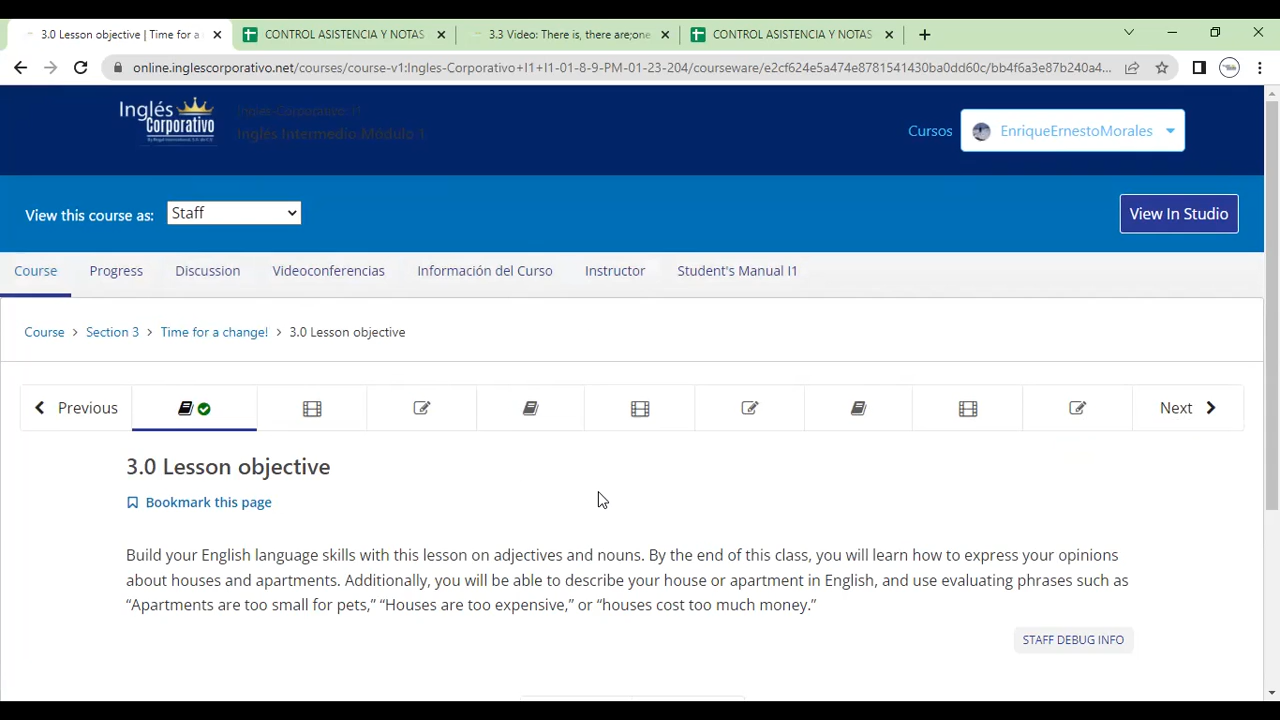 3.0 Lesson objective | Time for a
CONTROL ASISTENCIA Y NOTAS
3.3 Video: There is, there are;one
CONTROL ASISTENCIA Y NOTAS
online.inglescorporativo.net/courses/course-v1:Ingles-Corporativo+I1+I1-01-8-9-PM-01-23-204/courseware/e2cf624e5a474e8781541430ba0dd60c/bb4f6a3e87b240a4...
Inglés
Corporativo
Ingles-Corporativo: I1
Inglés Intermedio Módulo 1
Cursos
EnriqueErnestoMorales
View this course as:
Staff
View In Studio
Course
Progress
Discussion
Videoconferencias
Información del Curso
Instructor
Student's Manual I1
Course > Section 3 > Time for a change! > 3.0 Lesson objective
Previous
Next
3.0 Lesson objective
Bookmark this page
Build your English language skills with this lesson on adjectives and nouns. By the end of this class, you will learn how to express your opinions
about houses and apartments. Additionally, you will be able to describe your house or apartment in English, and use evaluating phrases such as
“Apartments are too small for pets,” “Houses are too expensive,” or “houses cost too much money.”
STAFF DEBUG INFO